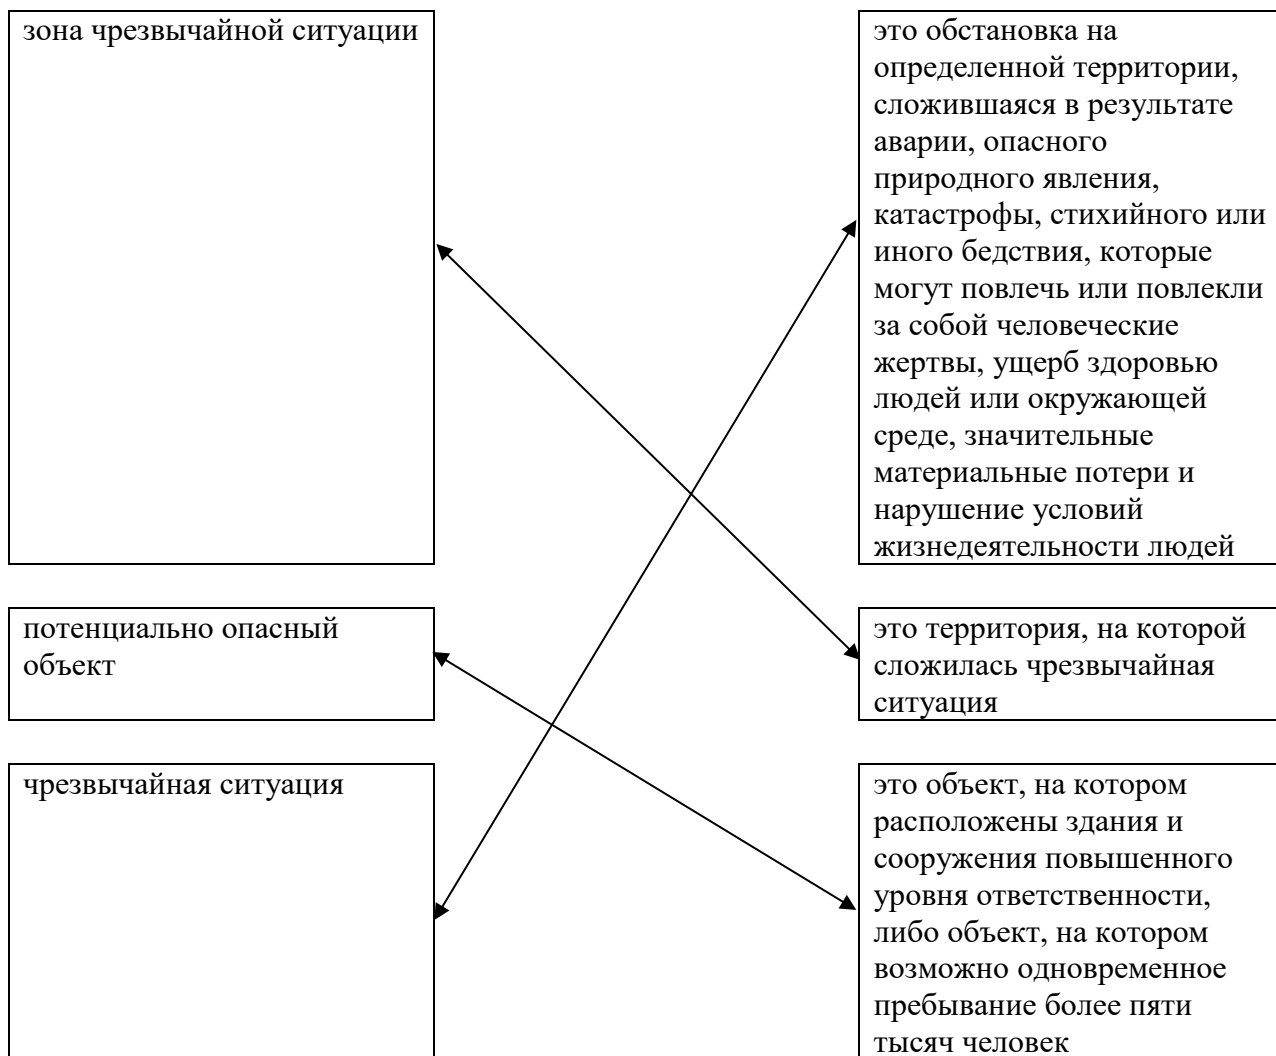 зона чрезвычайной ситуации
это обстановка на
определенной территории,
сложившаяся в результате
аварии, опасного
природного явления,
катастрофы, стихийного или
иного бедствия, которые
могут повлечь или повлекли
за собой человеческие
жертвы, ущерб здоровью
людей или окружающей
среде, значительные
материальные потери и
нарушение условий
жизнедеятельности людей
потенциально опасный
объект
это территория, на которой
сложилась чрезвычайная
ситуация
чрезвычайная ситуация
это объект, на котором
расположены здания и
сооружения повышенного
уровня ответственности,
либо объект, на котором
возможно одновременное
пребывание более пяти
тысяч человек